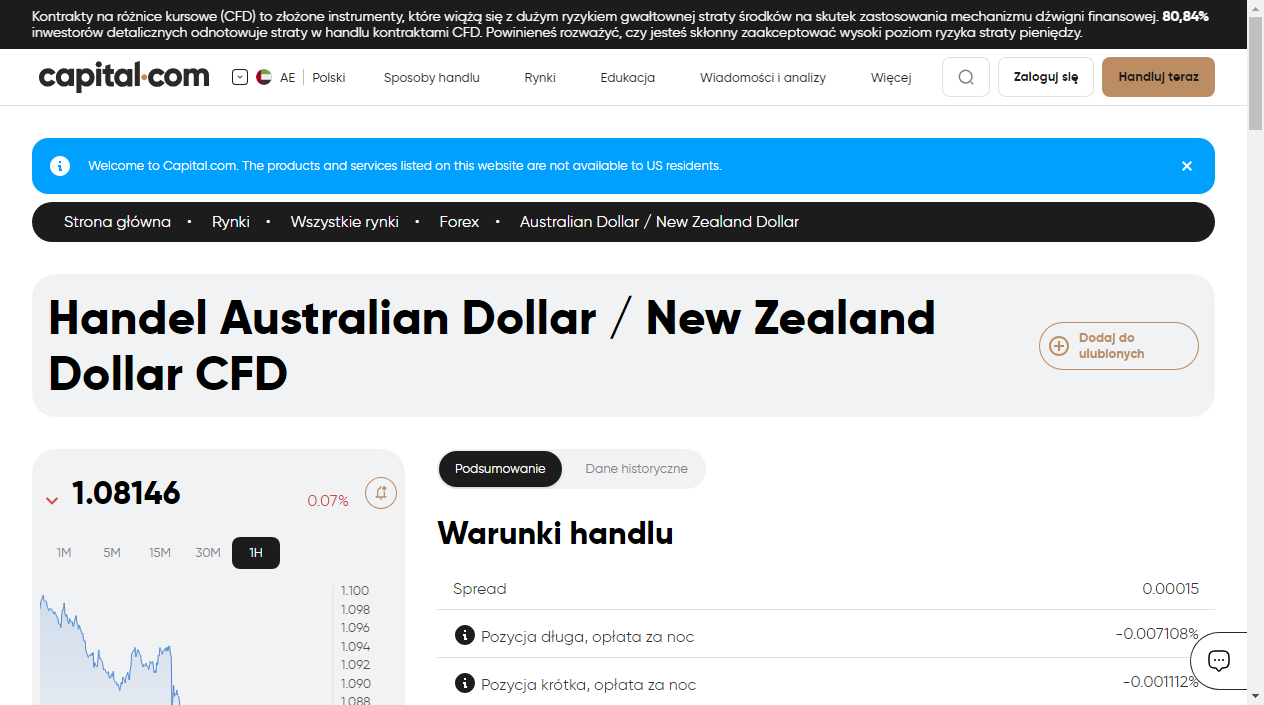 Kontrakty na różnice kursowe (CFD) to złożone instrumenty, które wiążą się z dużym ryzykiem gwałtownej straty środków na skutek zastosowania mechanizmu dźwigni finansowej. 80,84%
inwestorów detalicznych odnotowuje straty w handlu kontraktami CFD. Powinieneś rozważyć, czy jesteś skłonny zaakceptować wysoki poziom ryzyka straty pieniędzy.
capital.com AE Polski Sposoby handlu Rynki Edukacja Wiadomości i analizy Więcej Zaloguj się Handluj teraz
Welcome to Capital.com. The products and services listed on this website are not available to US residents.
Strona główna • Rynki • Wszystkie rynki • Forex • Australian Dollar / New Zealand Dollar
Handel Australian Dollar / New Zealand
Dollar CFD
Dodaj do
ulubionych
1.08146 0.07%
1M 5M 15M 30M 1H
1.100
1.098
1.096
1.094
1.092
1.090
1.088
Podsumowanie Dane historyczne
Warunki handlu
Spread 0.00015
Pozycja długa, opłata za noc -0.007108%
Pozycja krótka, opłata za noc -0.001112%